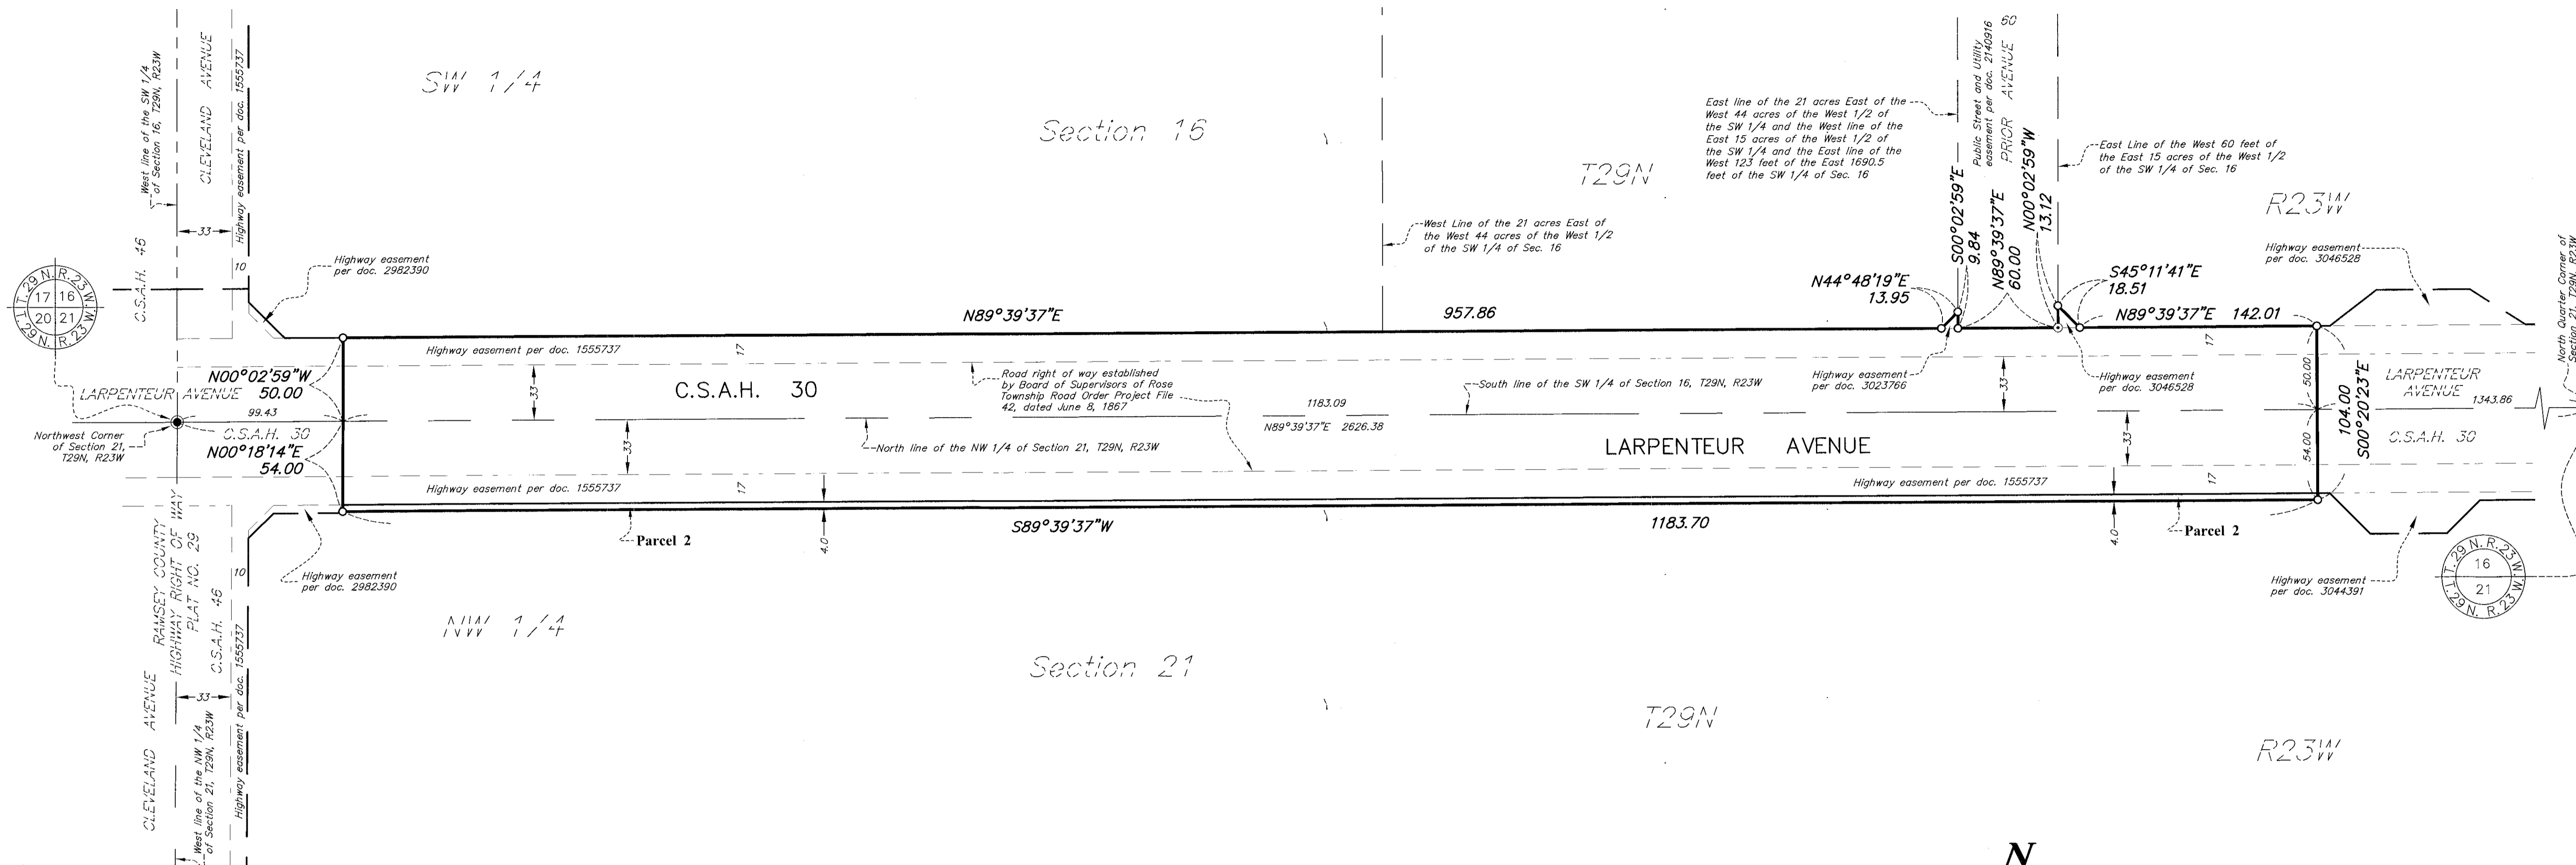 West line of the SW 1/4
of Section 16, T29N, R23W
CLEVELAND AVENUE
Highway easement per doc. 1555737
C.S.A.H. 46
33
10
SW 1/4
Section 16
T29N
R23W
Highway easement
per doc. 2982390
T. 29 N. R. 23 W.
17 16
20 21
T. 29 N. R. 23 W.
West Line of the 21 acres East of
the West 44 acres of the West 1/2
of the SW 1/4 of Sec. 16
East line of the 21 acres East of the
West 44 acres of the West 1/2 of
the SW 1/4 and the West line of the
East 15 acres of the West 1/2 of
the SW 1/4 and the East line of the
West 123 feet of the East 1690.5
feet of the SW 1/4 of Sec. 16
Public Street and Utility
easement per doc. 2140916
PRIOR AVENUE
60
East Line of the West 60 feet of
the East 15 acres of the West 1/2
of the SW 1/4 of Sec. 16
S00°02'59"E
9.84
N89°39'37"E
60.00
N00°02'59"W
13.12
N44°48'19"E
13.95
S45°11'41"E
18.51
N89°39'37"E 142.01
Highway easement
per doc. 3046528
North Quarter Corner of
Section 21, T29N, R23W
N89°39'37"E
957.86
Highway easement per doc. 1555737
17
17
N00°02'59"W
50.00
LARPENTEUR AVENUE
99.43
C.S.A.H. 30
N00°18'14"E
54.00
Northwest Corner
of Section 21,
T29N, R23W
33
33
C.S.A.H. 30
Road right of way established
by Board of Supervisors of Rose
Township Road Order Project File
42, dated June 8, 1867
North line of the NW 1/4 of Section 21, T29N, R23W
1183.09
N89°39'37"E 2626.38
South line of the SW 1/4 of Section 16, T29N, R23W
Highway easement
per doc. 3023766
33
33
Highway easement
per doc. 3046528
LARPENTEUR AVENUE
50.00
54.00
104.00
S00°20'23"E
LARPENTEUR
AVENUE
1343.86
C.S.A.H. 30
Highway easement per doc. 1555737
17
Highway easement per doc. 1555737
17
S89°39'37"W
1183.70
Parcel 2
4.0
4.0
Parcel 2
Highway easement
per doc. 2982390
RAMSEY COUNTY
HIGHWAY RIGHT OF WAY
PLAT NO. 29
C.S.A.H. 46
10
33
CLEVELAND AVENUE
West line of the NW 1/4
of Section 21, T29N, R23W
Highway easement per doc. 1555737
NW 1/4
Section 21
T29N
R23W
Highway easement
per doc. 3044391
T. 29 N. R. 23 W.
16
21
T. 29 N. R. 23 W.
N